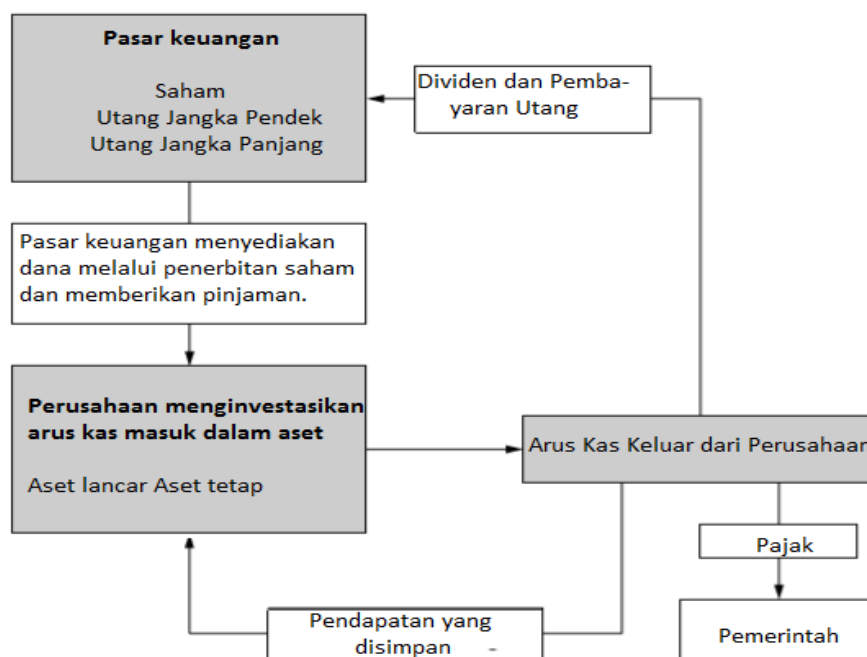 Pasar keuangan
Saham
Utang Jangka Pendek
Utang Jangka Panjang
Dividen dan Pemba-
yaran Utang
Pasar keuangan menyediakan
dana melalui penerbitan saham
dan memberikan pinjaman.
Perusahaan menginvestasikan
arus kas masuk dalam aset
Aset lancar Aset tetap
Arus Kas Keluar dari Perusahaan
Pajak
Pendapatan yang
disimpan -
Pemerintah